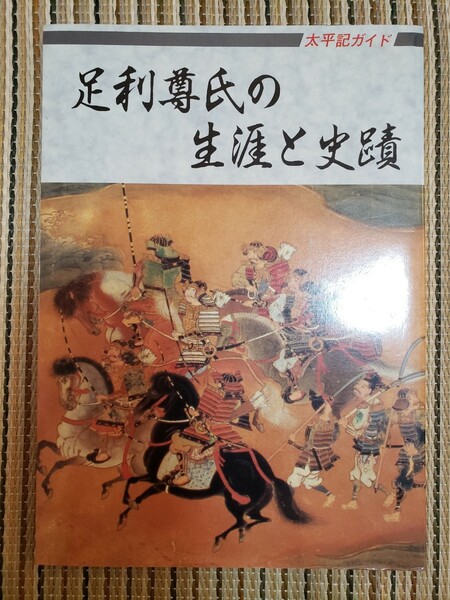 太平記ガイド
足利尊氏の
生涯と史蹟